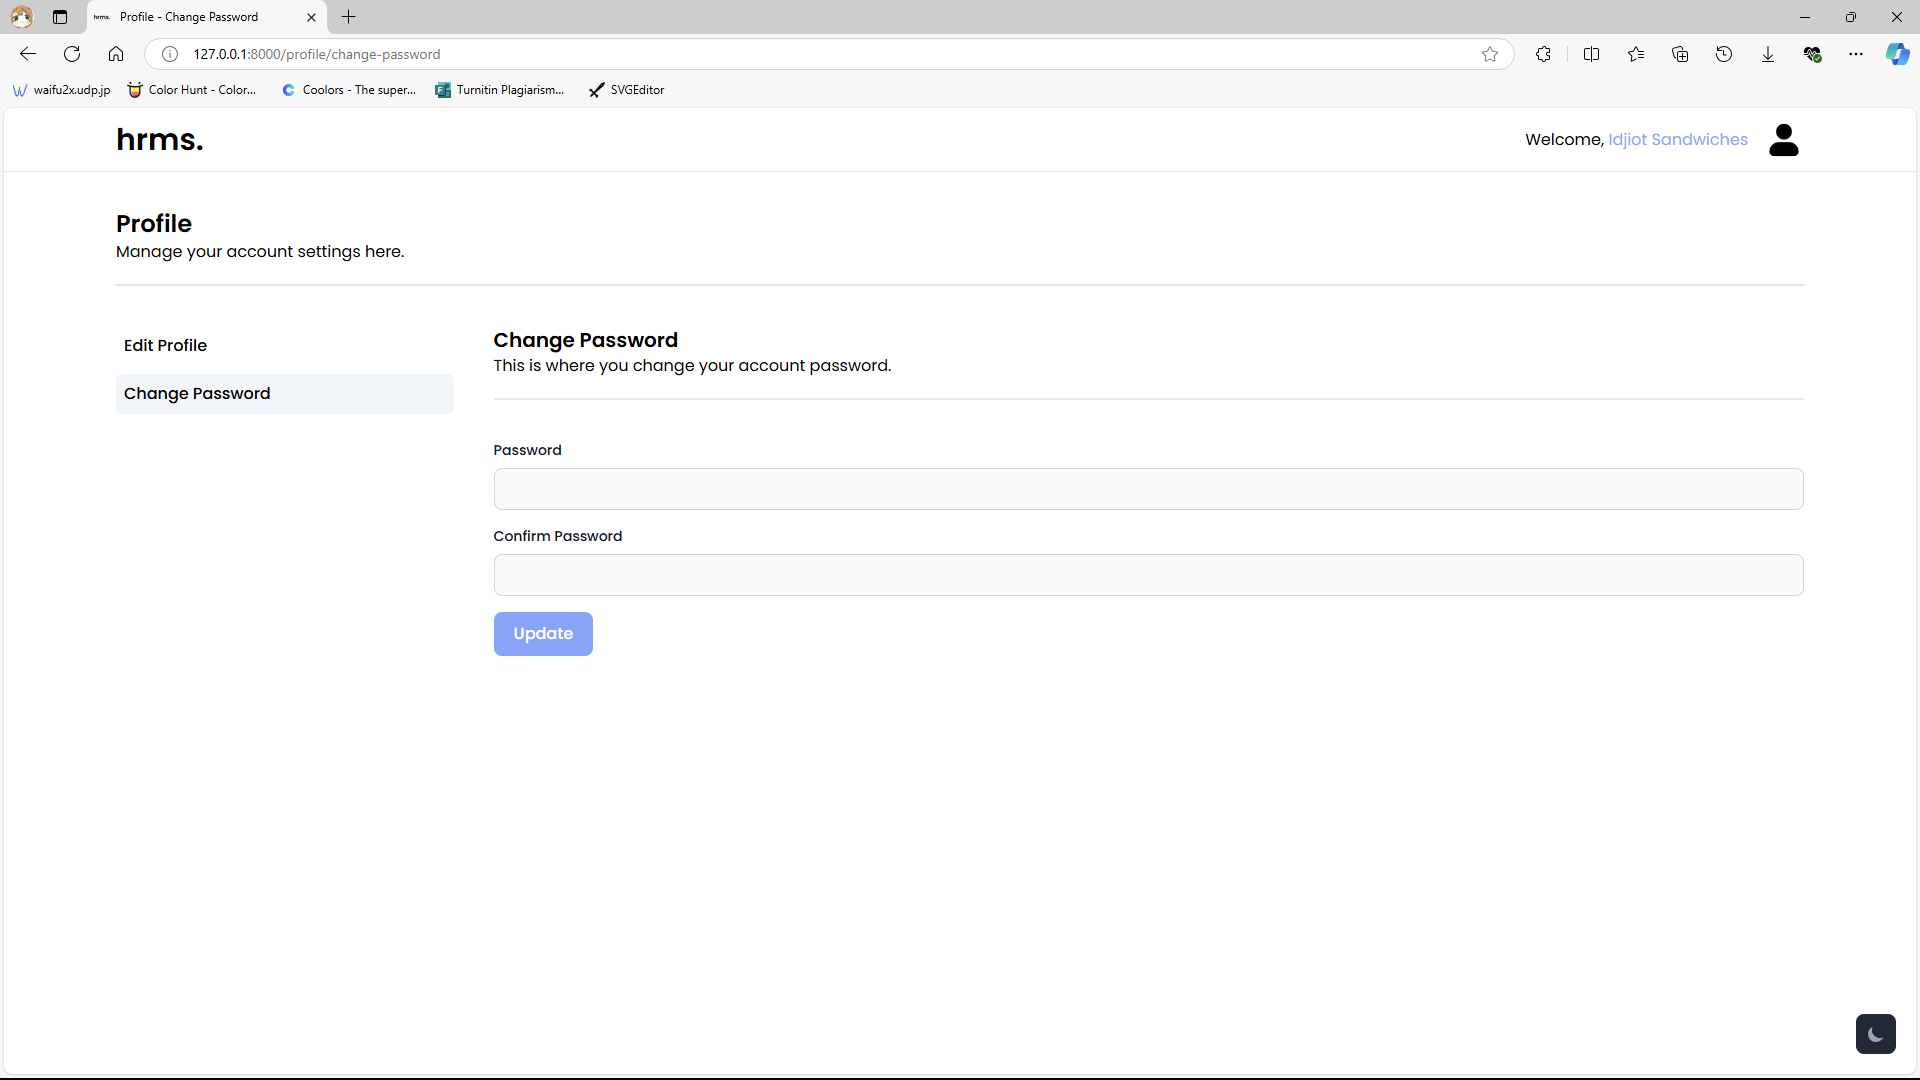 hrms. Profile - Change Password
127.0.0.1:8000/profile/change-password
waifu2x.udp.jp Color Hunt - Color... Coolors - The super... Turnitin Plagiarism... SVGEditor
hrms.
Welcome, Idjiot Sandwiches
Profile
Manage your account settings here.
Edit Profile
Change Password
Change Password
This is where you change your account password.
Password
Confirm Password
Update